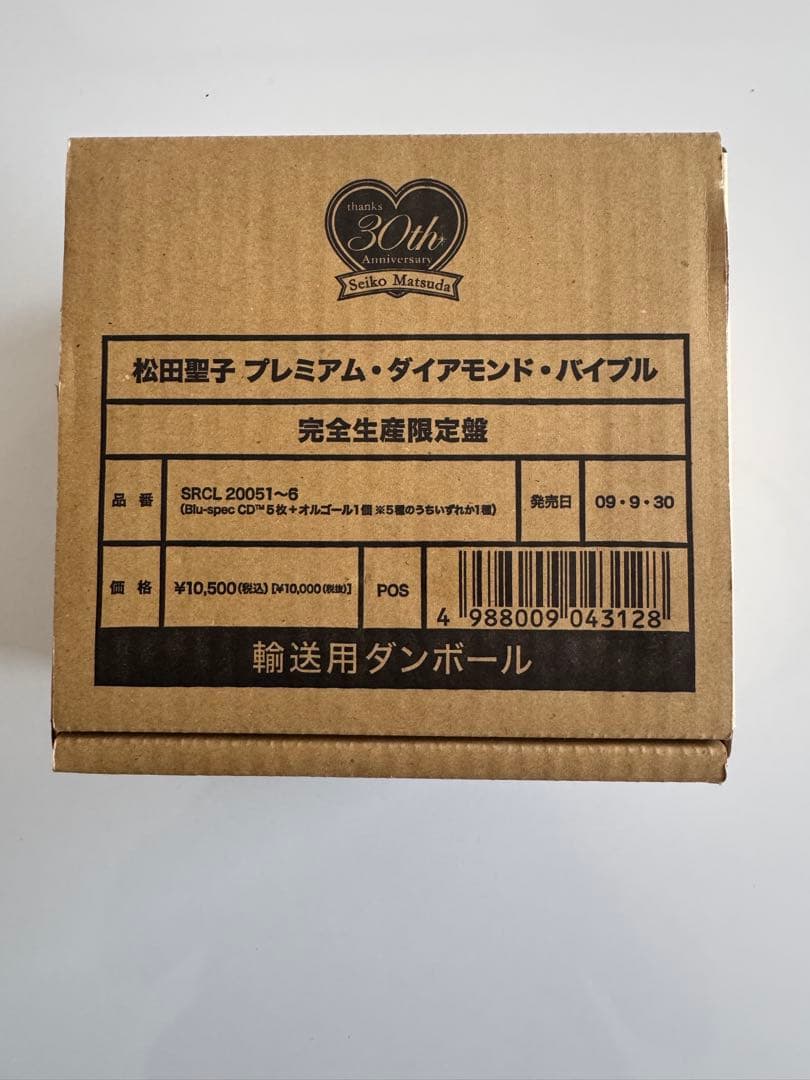 thanks
30th
Anniversary
Seiko Matsuda
松田聖子 プレミアム・ダイアモンド・バイブル
完全生産限定盤
品番 SRCL 20051〜6
(Blu-spec CD™5枚+オルゴール1個 ※5種のうちいずれか1種)
発売日 09・9・30
価格 ¥10,500(税込)[¥10,000(税抜)] POS
4 988009 043128
輸送用ダンボール